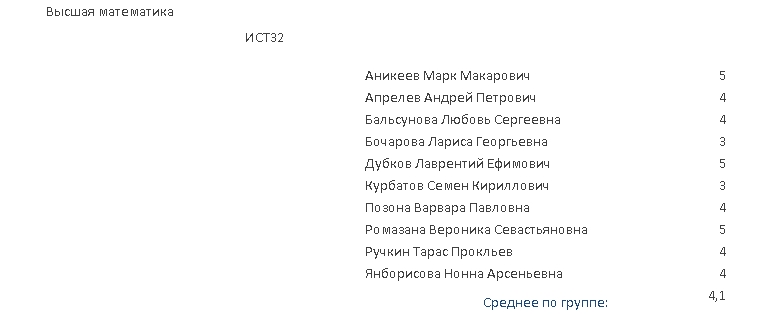 Высшая математика
ИСТ32
Аникеев Марк Макарович 5
Апрелев Андрей Петрович 4
Бальсунова Любовь Сергеевна 4
Бочарова Лариса Георгьевна 3
Дубков Лаврентий Ефимович 5
Курбатов Семен Кириллович 3
Позона Варвара Павловна 4
Ромазана Вероника Севастьяновна 5
Ручкин Тарас Прокльев 4
Янборисова Нонна Арсеньевна 4
Среднее по группе: 4,1